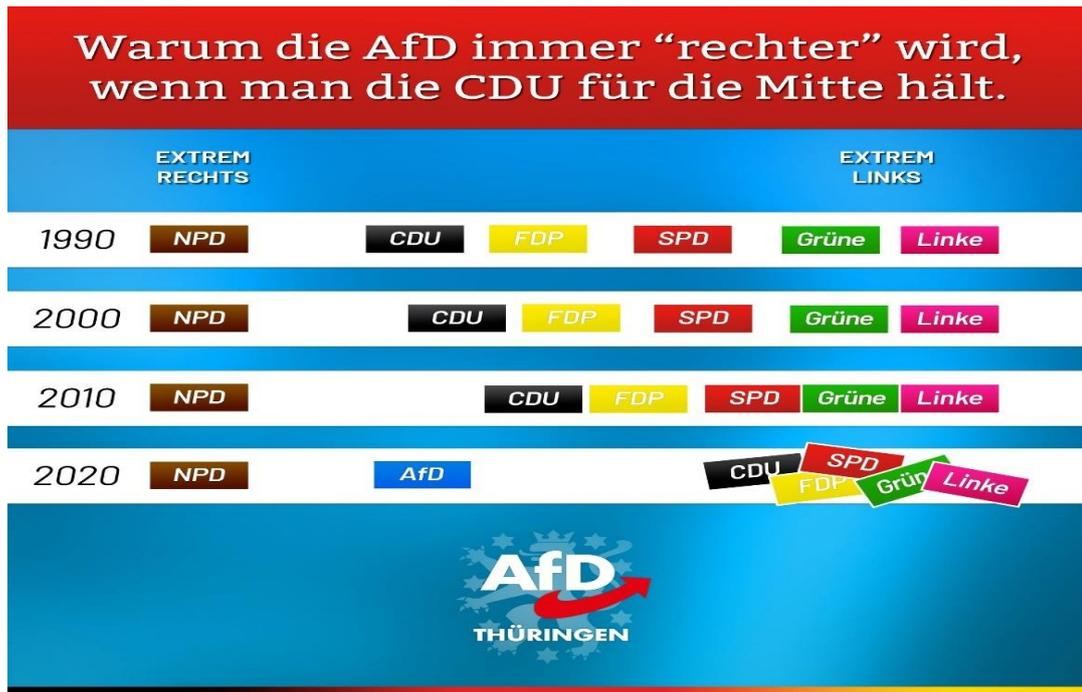 Warum die AfD immer “rechter” wird,
wenn man die CDU für die Mitte hält.
EXTREM RECHTS
EXTREM LINKS
1990 NPD CDU FDP SPD Grüne Linke
2000 NPD CDU FDP SPD Grüne Linke
2010 NPD CDU FDP SPD Grüne Linke
2020 NPD AfD CDU FDP SPD Grün Linke
AfD
THÜRINGEN